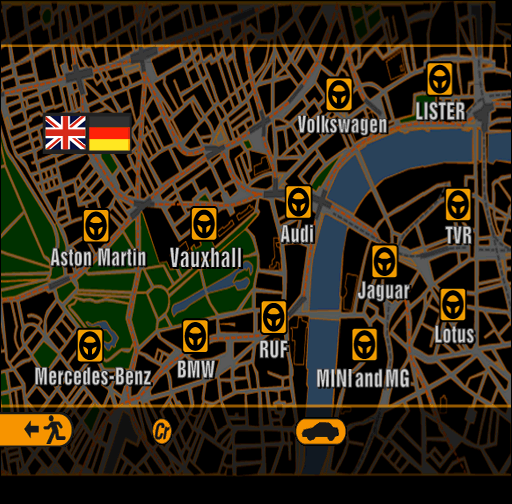 Volkswagen
LISTER
Aston Martin
Vauxhall
Audi
TVR
Jaguar
Mercedes-Benz
BMW
RUF
MINI and MG
Lotus
Cr